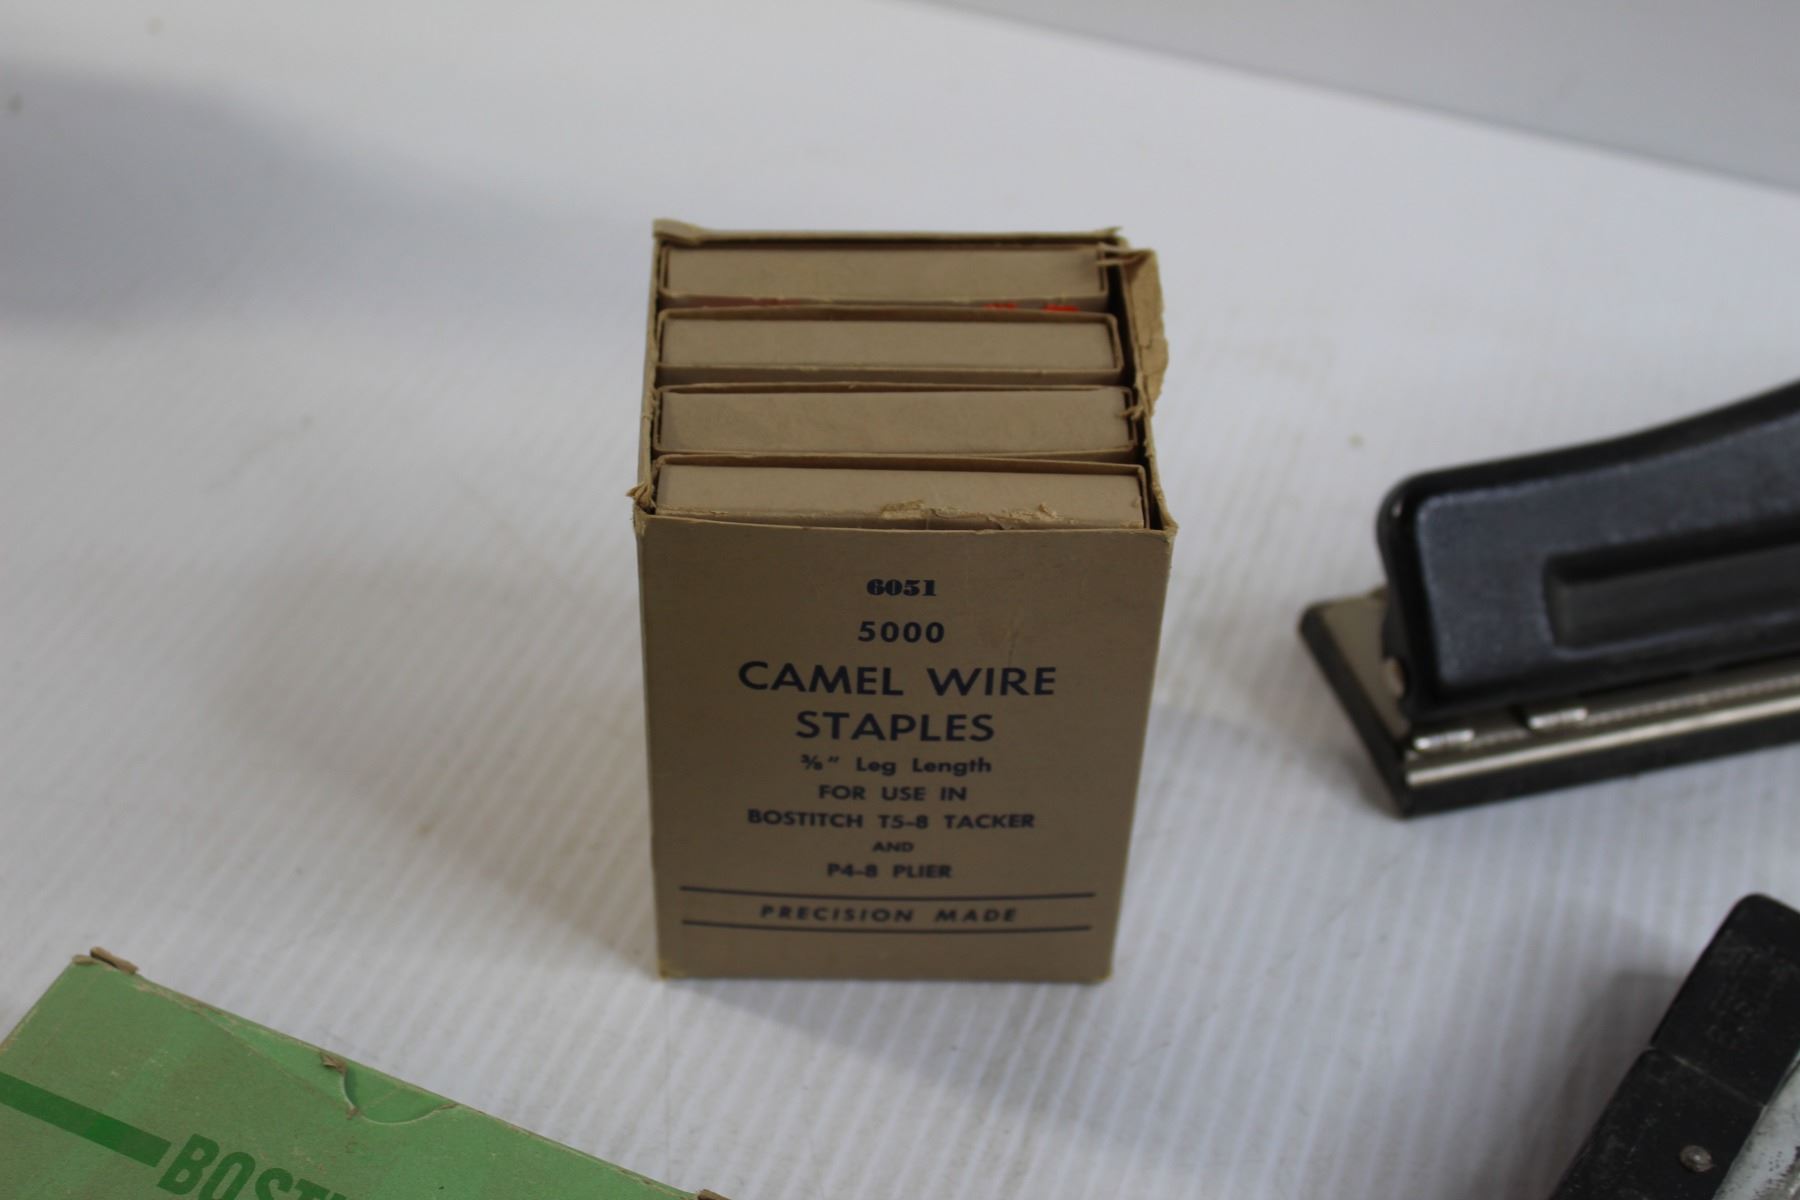 6051
5000
CAMEL WIRE
STAPLES
⅜" Leg Length
FOR USE IN
BOSTITCH T5-8 TACKER
AND
P4-8 PLIER
PRECISION MADE